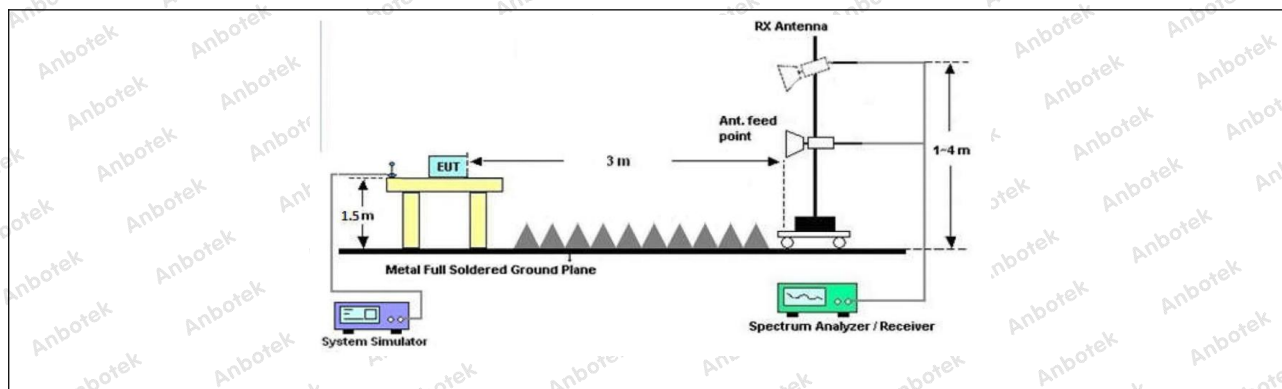 RX Antenna
Ant. feed
point
EUT
3 m
1~4 m
1.5 m
Metal Full Soldered Ground Plane
System Simulator
Spectrum Analyzer / Receiver
Anbotek